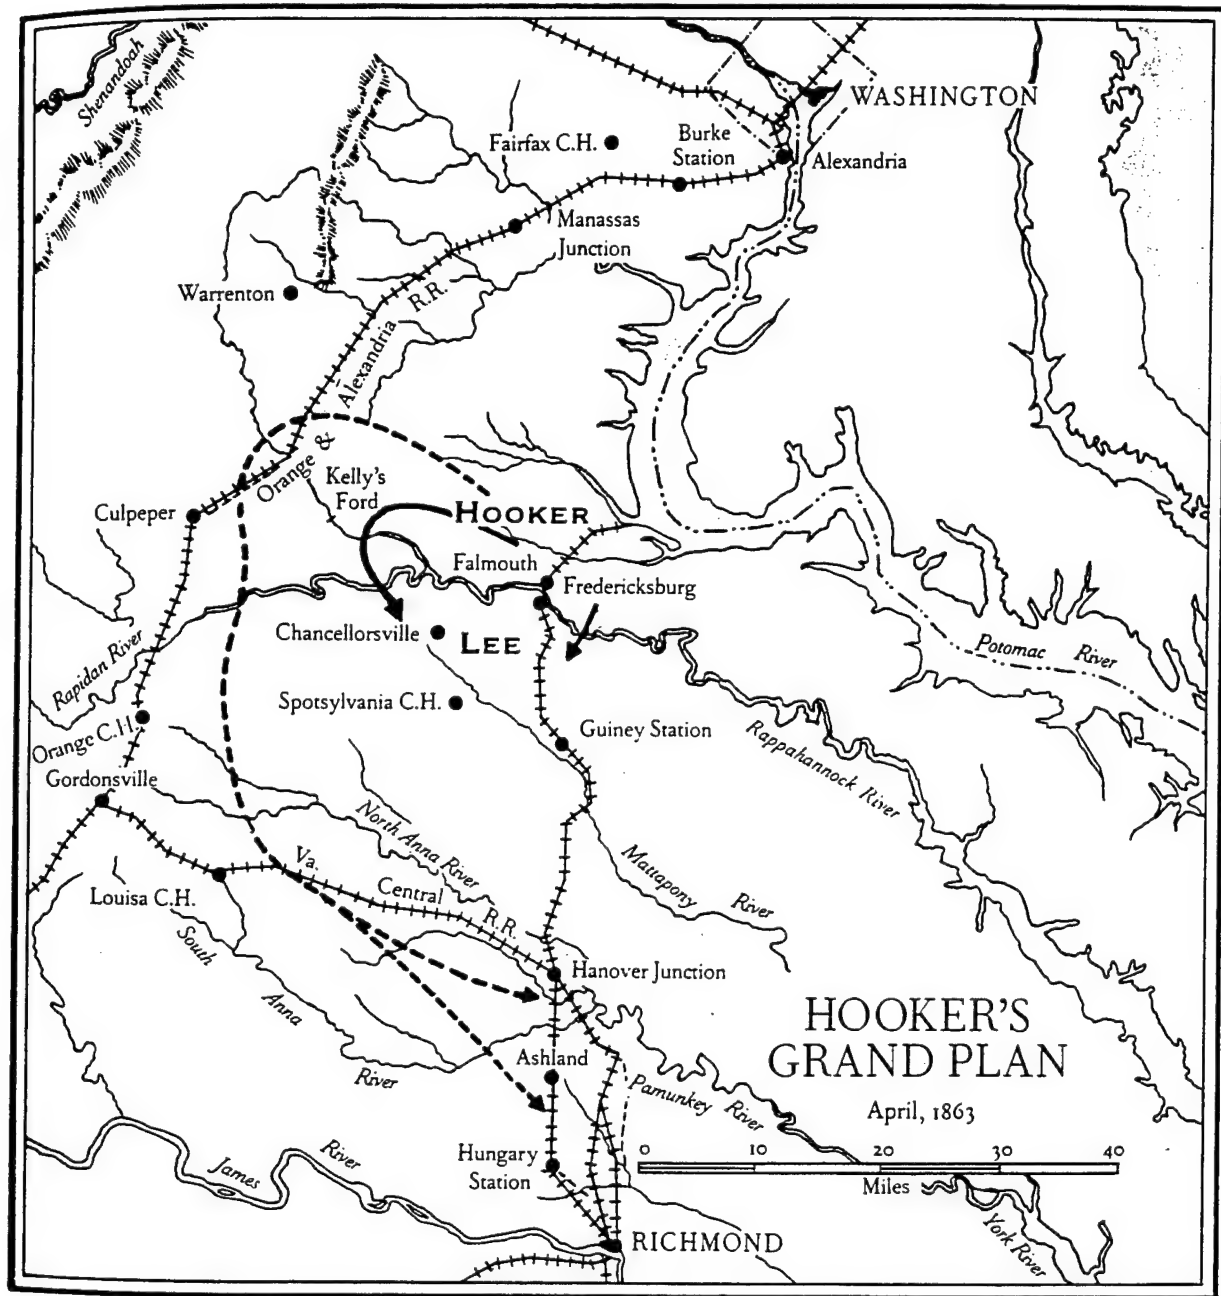 Shenandoah
WASHINGTON
Fairfax C.H.
Burke
Station
Alexandria
Manassas
Junction
Warrenton
R.R.
Alexandria
Orange &
Kelly's
Ford
Culpeper
HOOKER
Falmouth
Fredericksburg
Chancellorsville
LEE
Rapidan River
Potomac River
Spotsylvania C.H.
Orange C.H.
Guiney Station
Rappahannock River
Gordonsville
North Anna River
Va.
Central
R.R.
Mattapony River
Louisa C.H.
South
Anna
River
Hanover Junction
HOOKER'S
GRAND PLAN
April, 1863
Ashland
Pamunkey River
0 10 20 30 40
Miles
Hungary
Station
James River
York River
RICHMOND